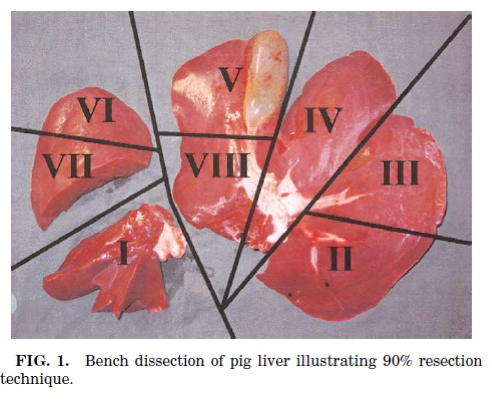 V
VI
IV
VII
VIII
III
I
II
FIG. 1. Bench dissection of pig liver illustrating 90% resection
technique.